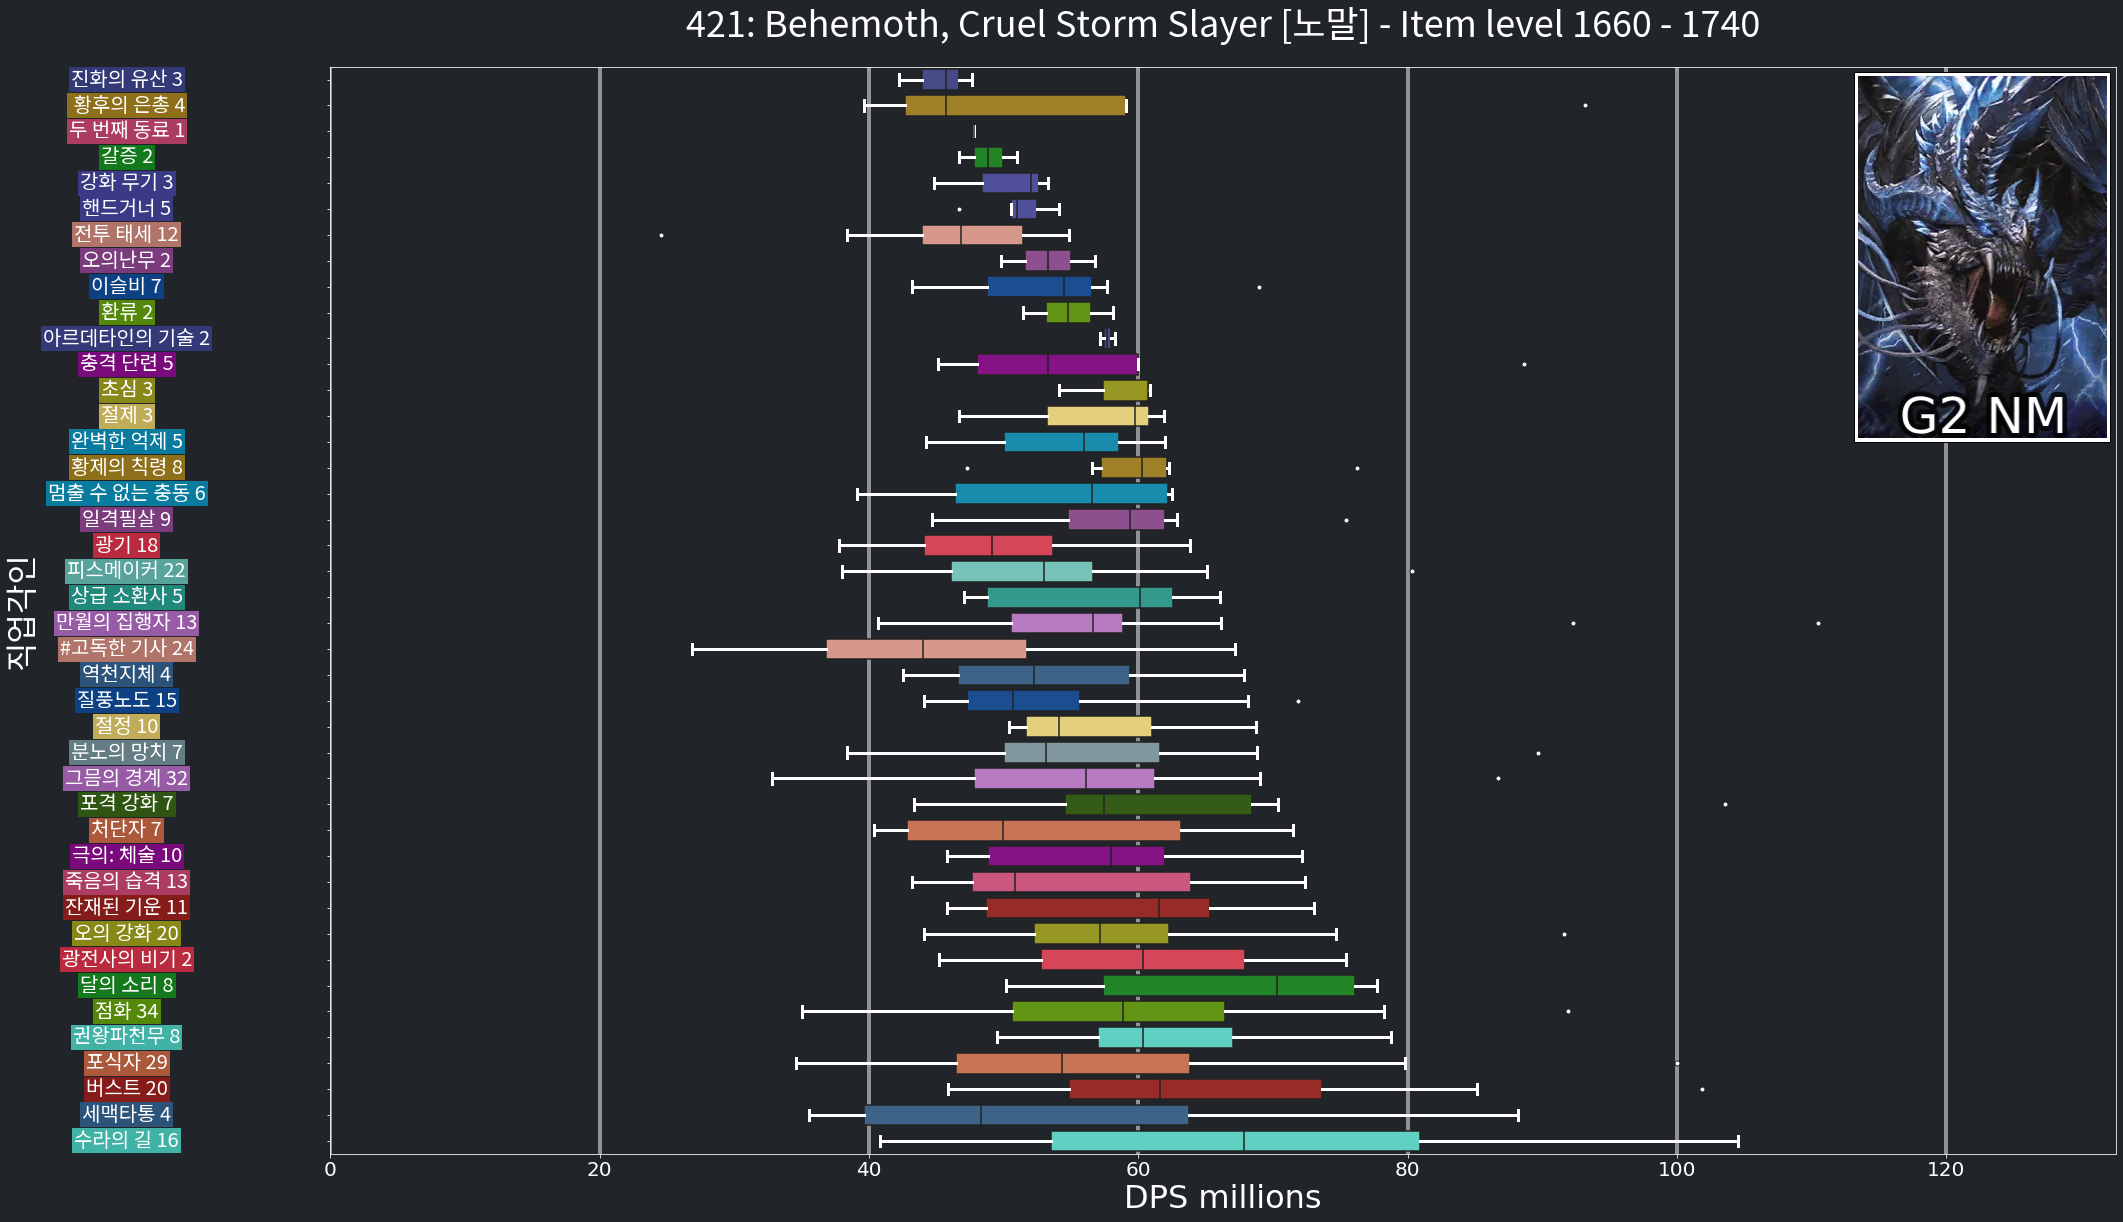 421: Behemoth, Cruel Storm Slayer [노말] - Item level 1660 - 1740
진화의 유산 3
황후의 은총 4
두 번째 동료 1
갈증 2
강화 무기 3
핸드거너 5
전투 태세 12
오의난무 2
이슬비 7
환류 2
아르데타인의 기술 2
충격 단련 5
초심 3
절제 3
완벽한 억제 5
황제의 칙령 8
멈출 수 없는 충동 6
일격필살 9
광기 18
피스메이커 22
상급 소환사 5
만월의 집행자 13
#고독한 기사 24
역천지체 4
질풍노도 15
절정 10
분노의 망치 7
그믐의 경계 32
포격 강화 7
처단자 7
극의: 체술 10
죽음의 습격 13
잔재된 기운 11
오의 강화 20
광전사의 비기 2
달의 소리 8
점화 34
권왕파천무 8
포식자 29
버스트 20
세맥타통 4
수라의 길 16
직업각인
G2 NM
0 20 40 60 80 100 120
DPS millions